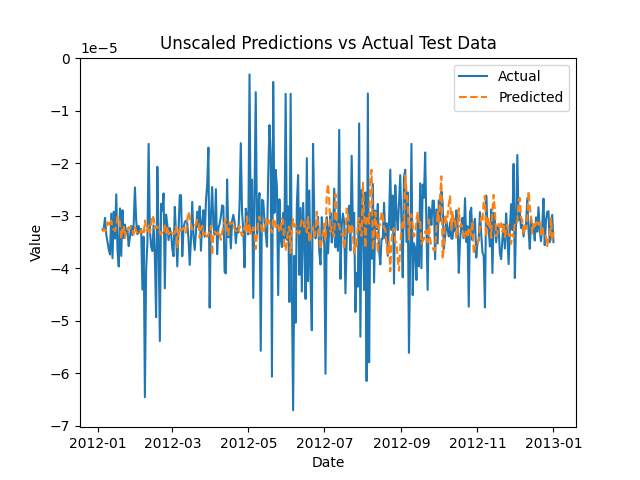 Unscaled Predictions vs Actual Test Data
1e−5
0
−1
−2
−3
−4
−5
−6
−7
Value
Actual
Predicted
2012-01 2012-03 2012-05 2012-07 2012-09 2012-11 2013-01
Date